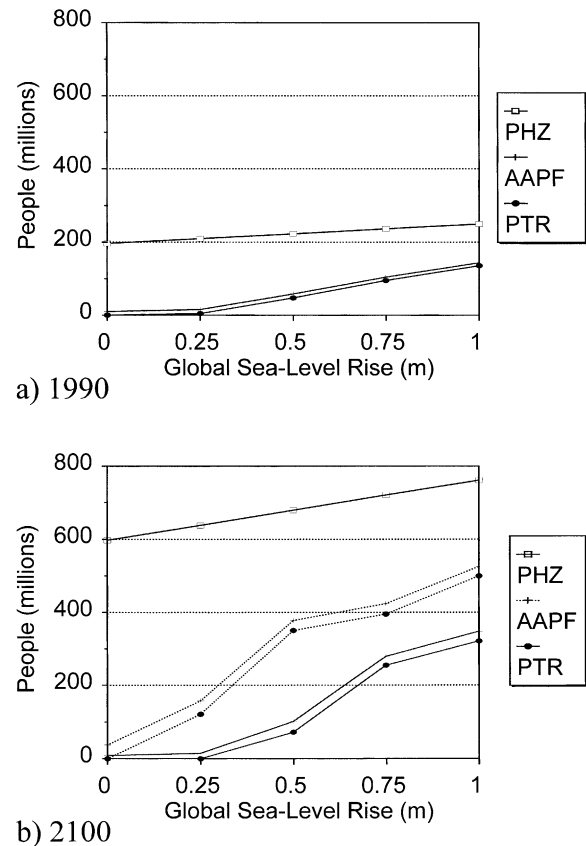 800
600
400
200
0
People (millions)
0 0.25 0.5 0.75 1
Global Sea-Level Rise (m)
PHZ
AAPF
PTR
a) 1990
800
600
400
200
0
People (millions)
0 0.25 0.5 0.75 1
Global Sea-Level Rise (m)
PHZ
AAPF
PTR
b) 2100